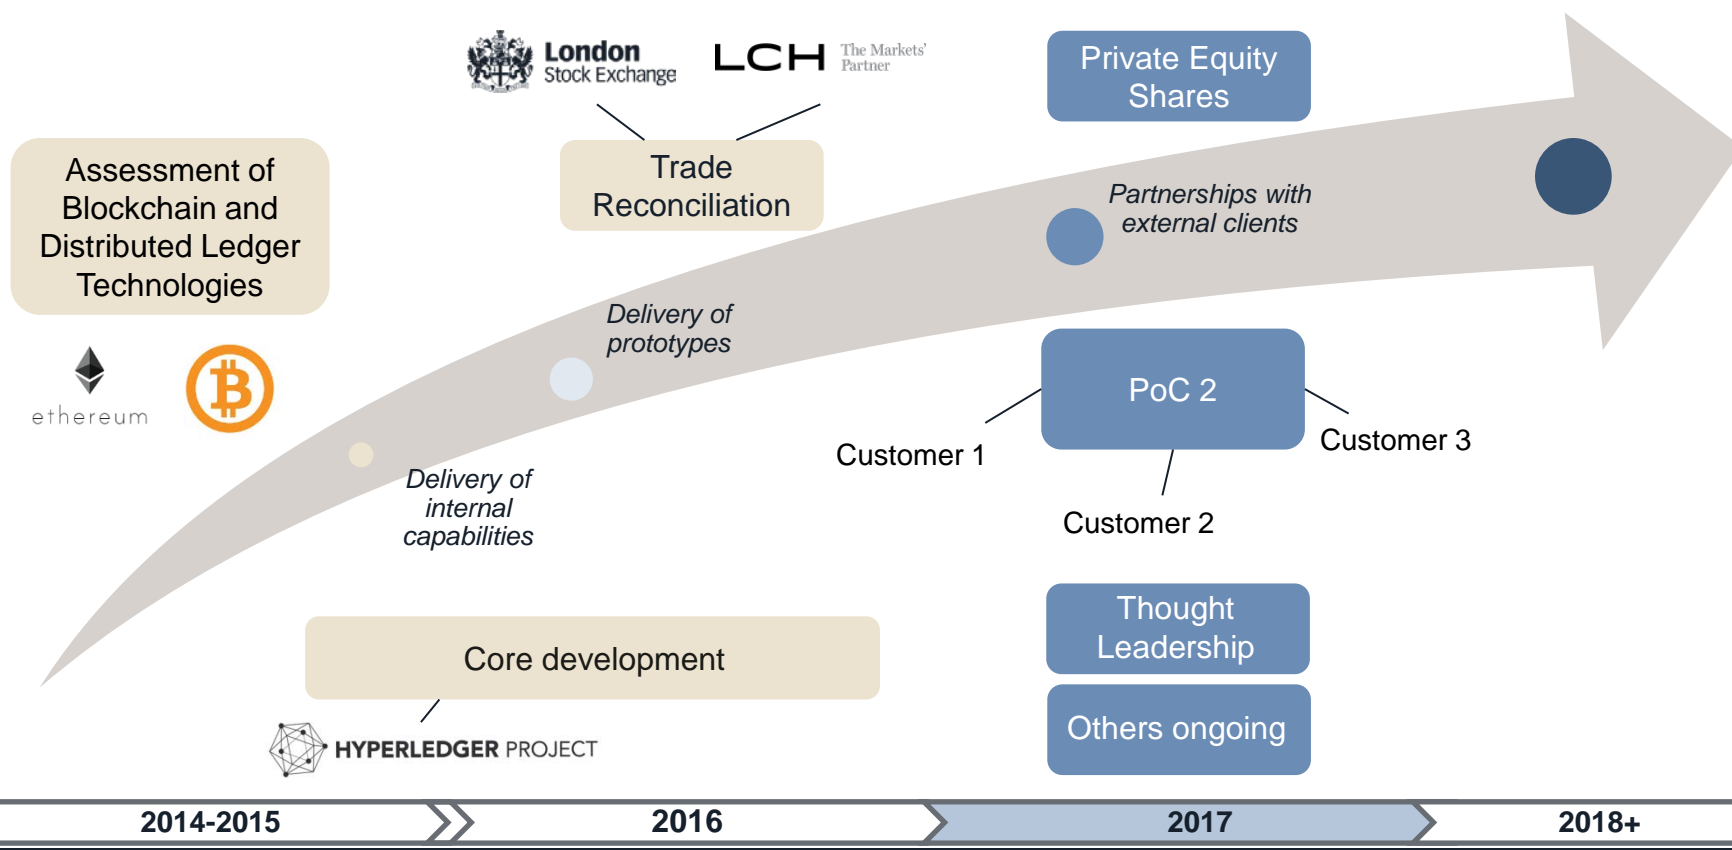 London
Stock Exchange
LCH
The Markets'
Partner
Private Equity
Shares
Assessment of
Blockchain and
Distributed Ledger
Technologies
Trade
Reconciliation
Partnerships with
external clients
ethereum
Delivery of
prototypes
PoC 2
Customer 1
Customer 3
Customer 2
Delivery of
internal
capabilities
Thought
Leadership
Core development
Others ongoing
HYPERLEDGER PROJECT
2014-2015
2016
2017
2018+